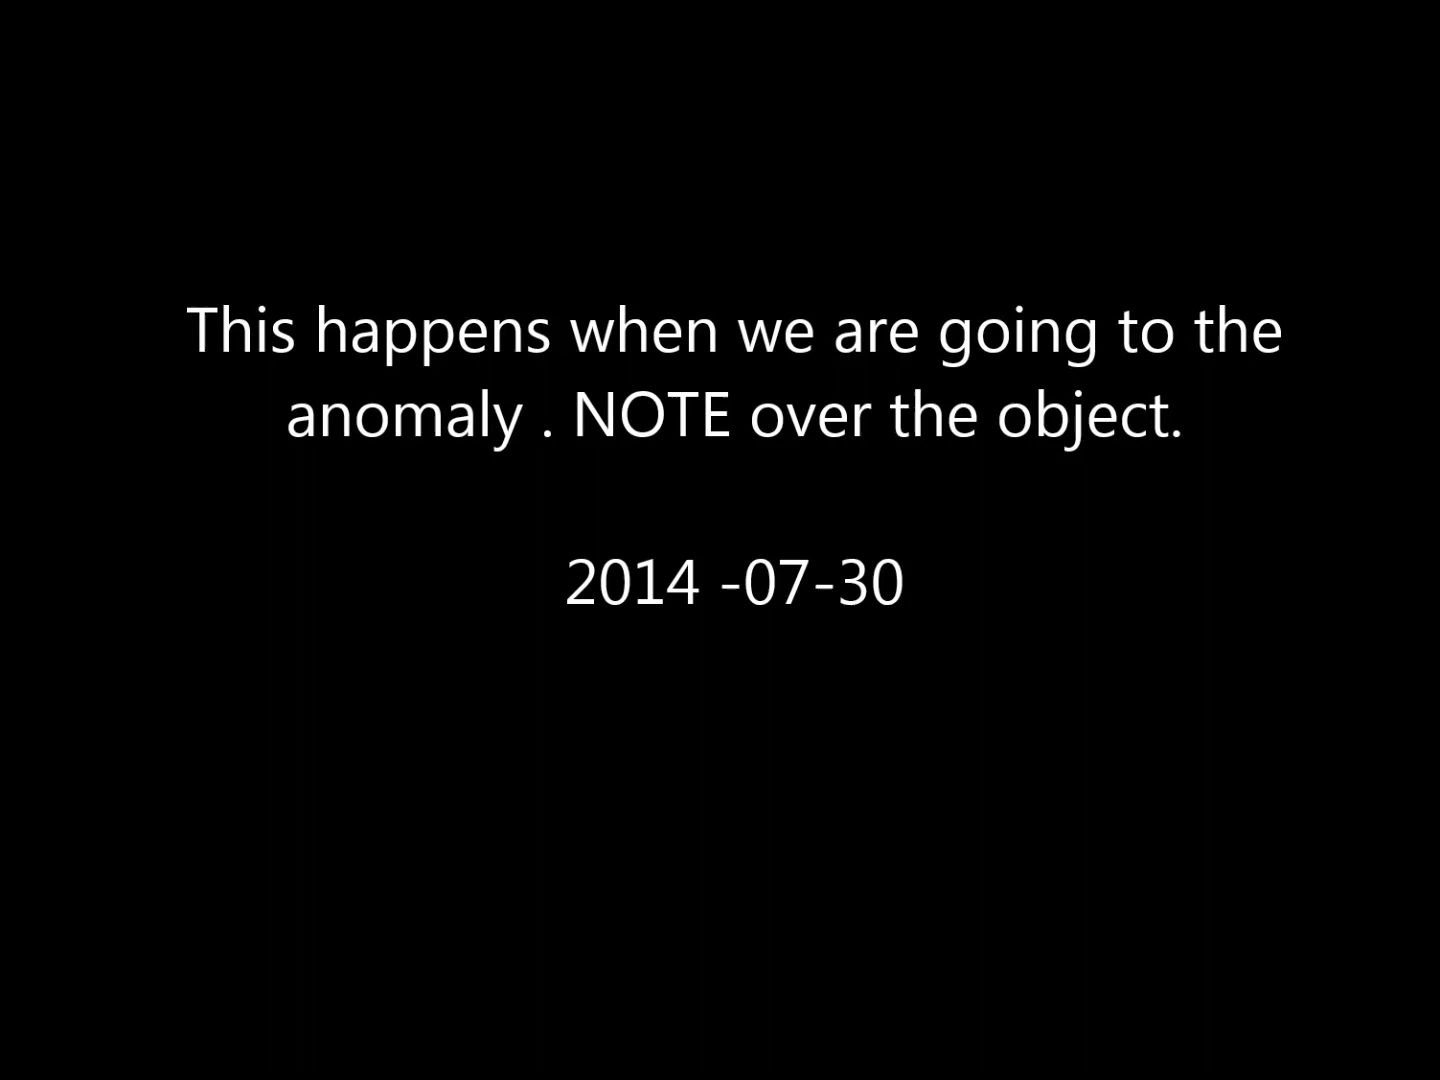 This happens when we are going to the
anomaly . NOTE over the object.
2014 -07-30